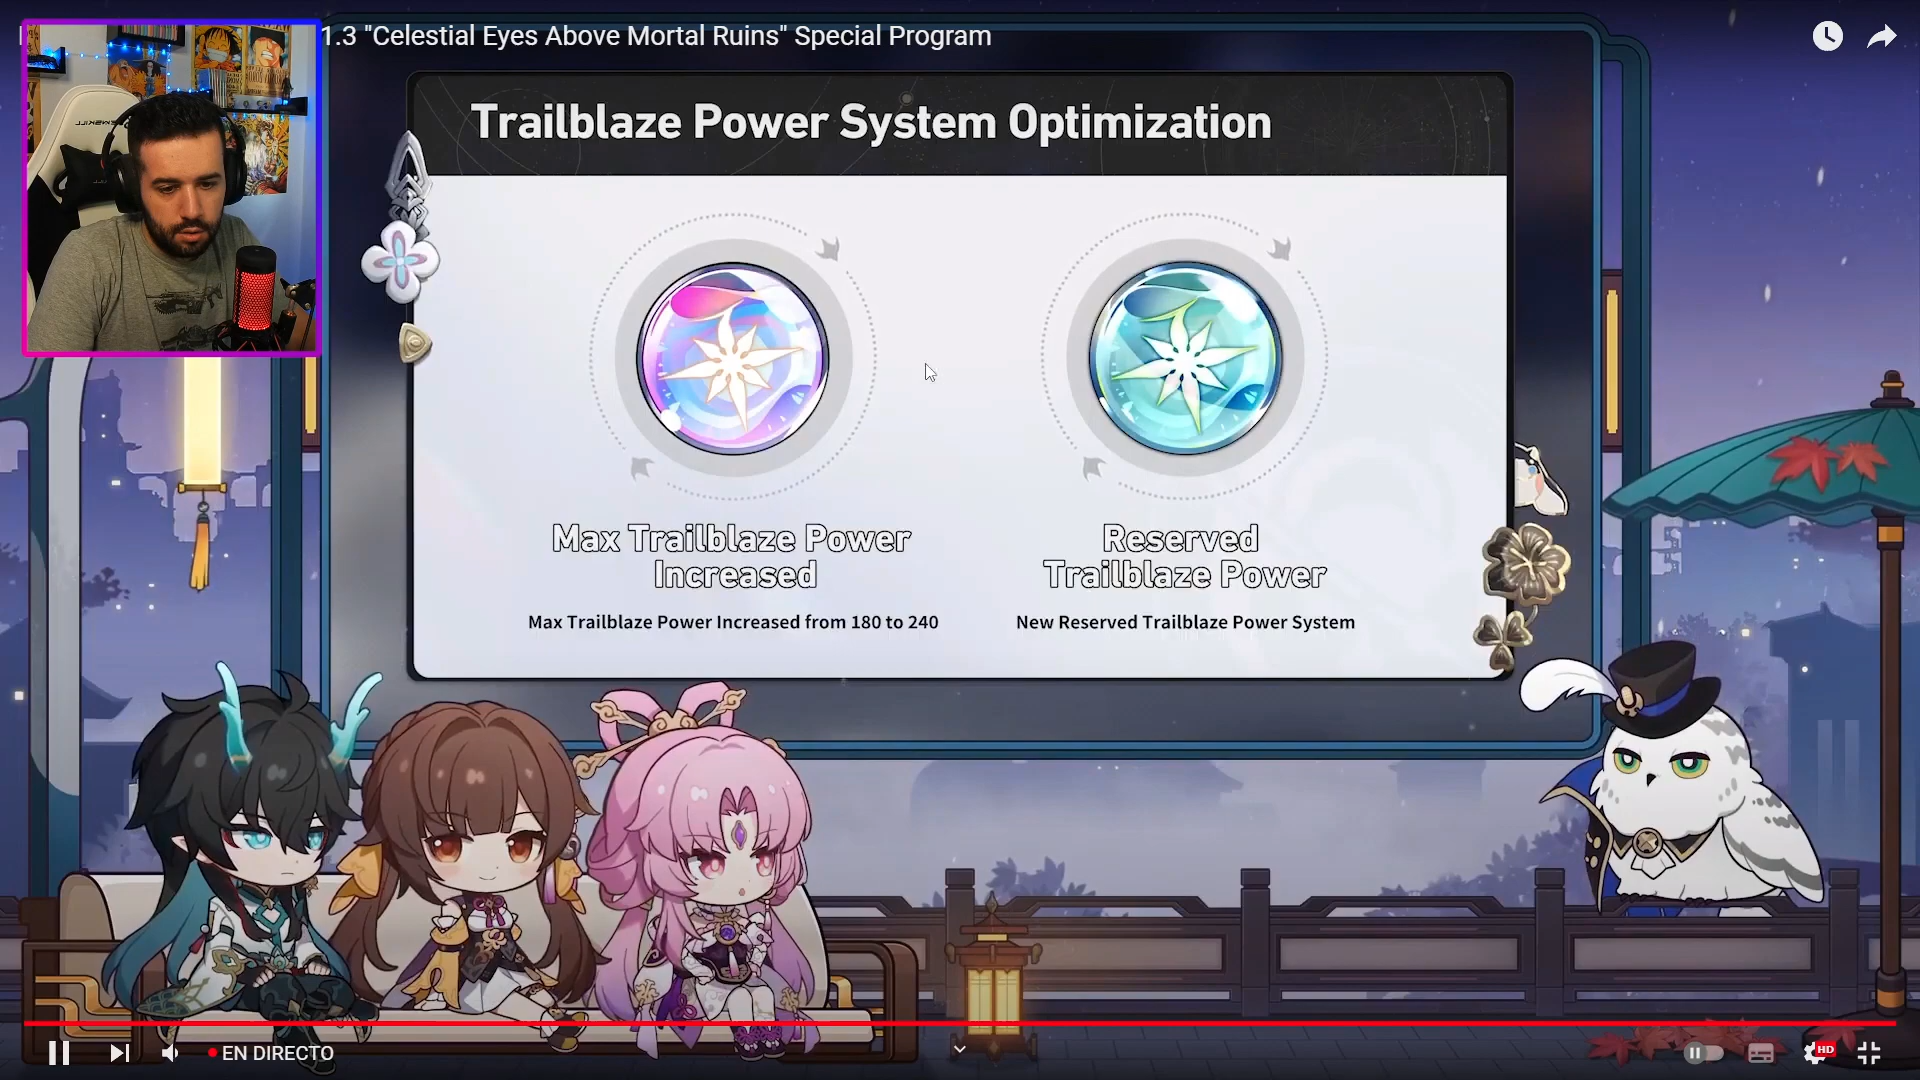 1.3 "Celestial Eyes Above Mortal Ruins" Special Program
Trailblaze Power System Optimization
Max Trailblaze Power
Increased
Max Trailblaze Power Increased from 180 to 240
Reserved
Trailblaze Power
New Reserved Trailblaze Power System
EN DIRECTO
HD